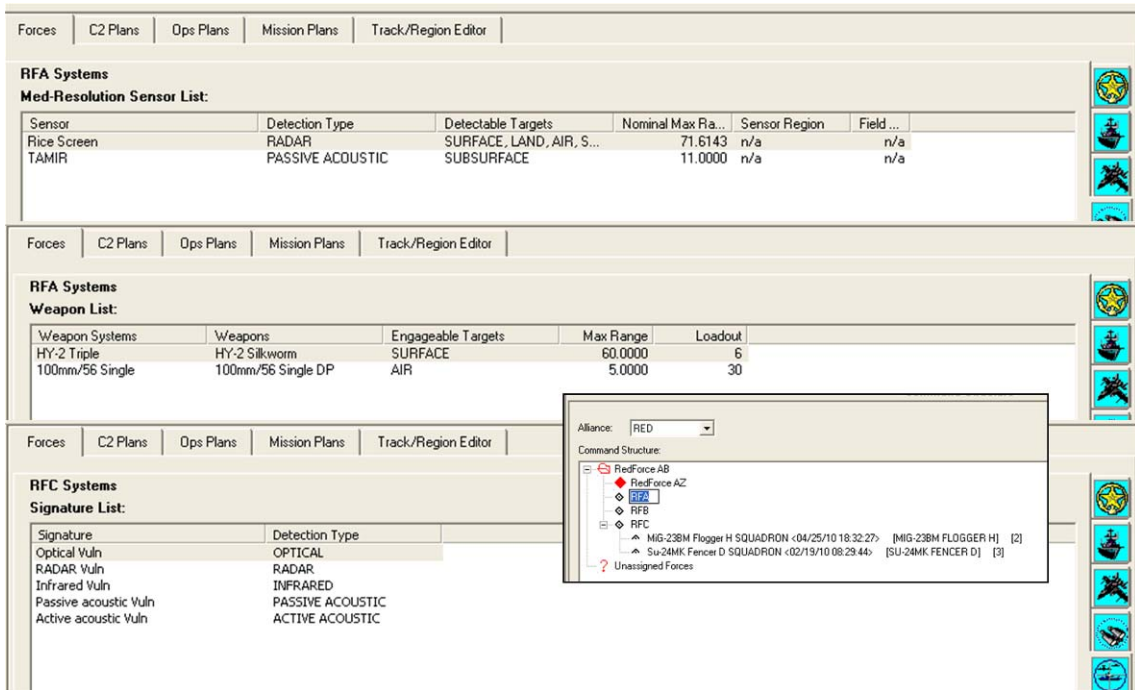 Forces C2 Plans Ops Plans Mission Plans Track/Region Editor
RFA Systems
Med-Resolution Sensor List:
Sensor Detection Type Detectable Targets Nominal Max Ra... Sensor Region Field ...
Rice Screen RADAR SURFACE, LAND, AIR, S... 71.6143 n/a n/a
TAMIR PASSIVE ACOUSTIC SUBSURFACE 11.0000 n/a n/a
Forces C2 Plans Ops Plans Mission Plans Track/Region Editor
RFA Systems
Weapon List:
Weapon Systems Weapons Engageable Targets Max Range Loadout
HY-2 Triple HY-2 Silkworm SURFACE 60.0000 6
100mm/56 Single 100mm/56 Single DP AIR 5.0000 30
Forces C2 Plans Ops Plans Mission Plans Track/Region Editor
RFC Systems
Signature List:
Signature Detection Type
Optical Vuln OPTICAL
RADAR Vuln RADAR
Infrared Vuln INFRARED
Passive acoustic Vuln PASSIVE ACOUSTIC
Active acoustic Vuln ACTIVE ACOUSTIC
Alliance: RED
Command Structure:
RedForce AB
RedForce AZ
RFA
RFB
RFC
MiG-23BM Flogger H SQUADRON <04/25/10 18:32:27> [MIG-23BM FLOGGER H] [2]
Su-24MK Fencer D SQUADRON <02/19/10 08:29:44> [SU-24MK FENCER D] [3]
? Unassigned Forces